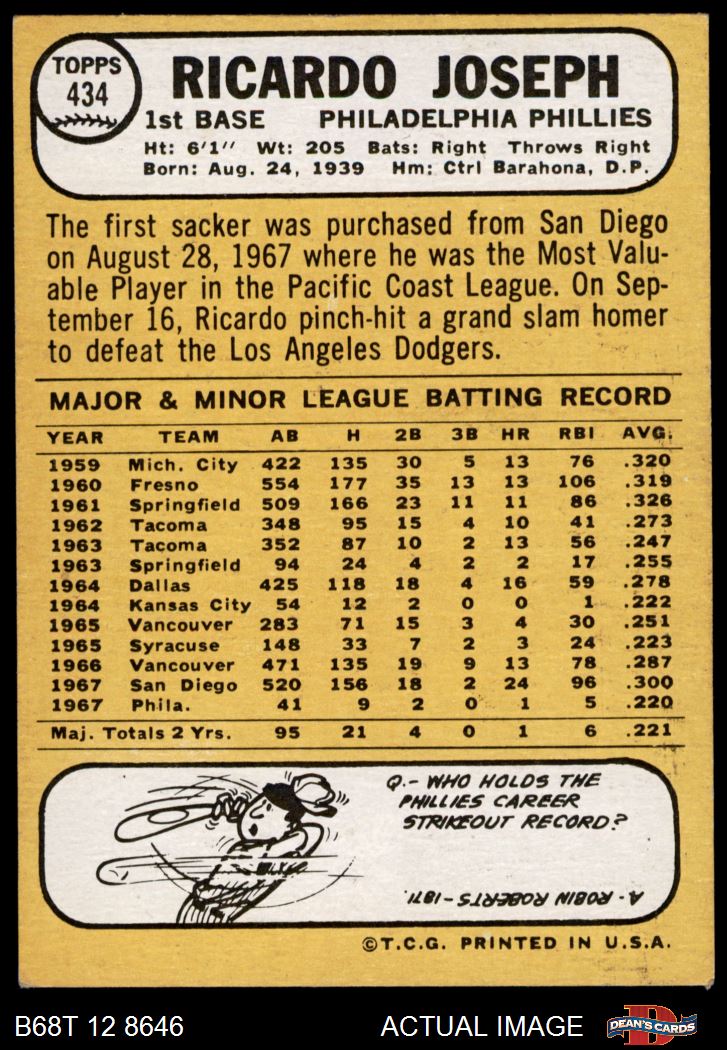 TOPPS
434
RICARDO JOSEPH
1st BASE PHILADELPHIA PHILLIES
Ht: 6'1" Wt: 205 Bats: Right Throws Right
Born: Aug. 24, 1939 Hm: Ctrl Barahona, D.P.
The first sacker was purchased from San Diego
on August 28, 1967 where he was the Most Valu-
able Player in the Pacific Coast League. On Sep-
tember 16, Ricardo pinch-hit a grand slam homer
to defeat the Los Angeles Dodgers.
MAJOR & MINOR LEAGUE BATTING RECORD
YEAR TEAM AB H 2B 3B HR RBI AVG.
1959 Mich. City 422 135 30 5 13 76 .320
1960 Fresno 554 177 35 13 13 106 .319
1961 Springfield 509 166 23 11 11 86 .326
1962 Tacoma 348 95 15 4 10 41 .273
1963 Tacoma 352 87 10 2 13 56 .247
1963 Springfield 94 24 4 2 2 17 .255
1964 Dallas 425 118 18 4 16 59 .278
1964 Kansas City 54 12 2 0 0 1 .222
1965 Vancouver 283 71 15 3 4 30 .251
1965 Syracuse 148 33 7 2 3 24 .223
1966 Vancouver 471 135 19 9 13 78 .287
1967 San Diego 520 156 18 2 24 96 .300
1967 Phila. 41 9 2 0 1 5 .220
Maj. Totals 2 Yrs. 95 21 4 0 1 6 .221
Q.- WHO HOLDS THE
PHILLIES CAREER
STRIKEOUT RECORD?
A - ROBIN ROBERTS - 1871.
©T.C.G. PRINTED IN U.S.A.
B68T 12 8646 ACTUAL IMAGE
D
DEAN'S CARDS